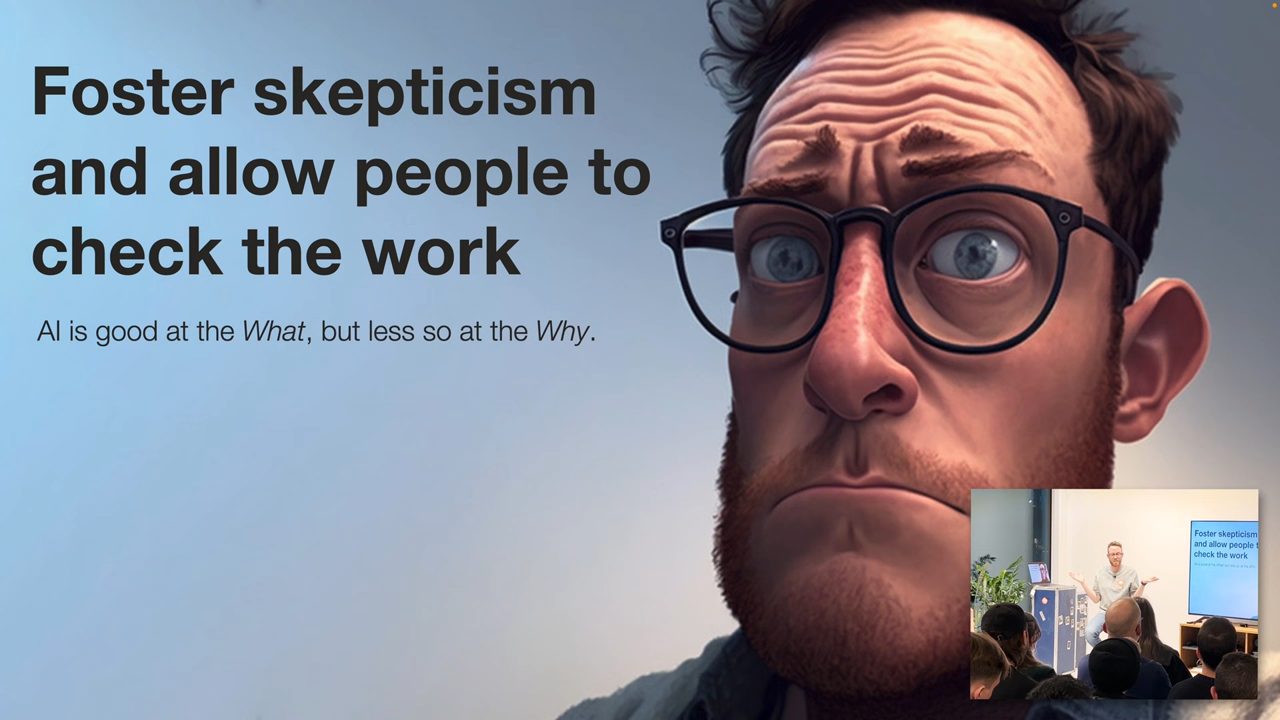 Foster skepticism
and allow people to
check the work
AI is good at the What, but less so at the Why.
Foster skepticism
and allow people t
check the work